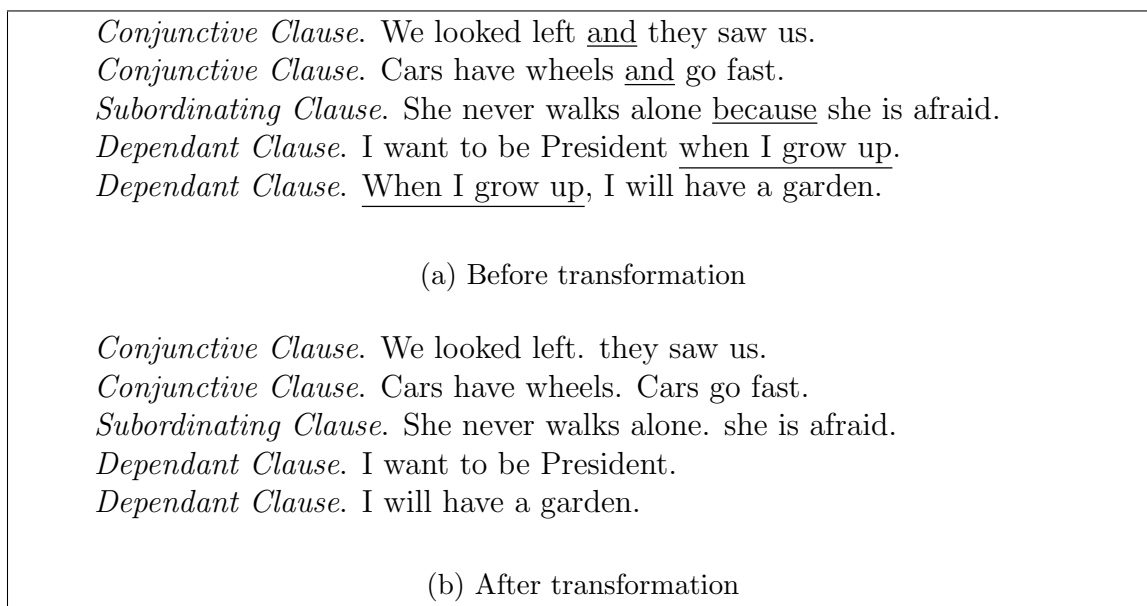 Conjunctive Clause. We looked left and they saw us.
Conjunctive Clause. Cars have wheels and go fast.
Subordinating Clause. She never walks alone because she is afraid.
Dependant Clause. I want to be President when I grow up.
Dependant Clause. When I grow up, I will have a garden.
(a) Before transformation
Conjunctive Clause. We looked left. they saw us.
Conjunctive Clause. Cars have wheels. Cars go fast.
Subordinating Clause. She never walks alone. she is afraid.
Dependant Clause. I want to be President.
Dependant Clause. I will have a garden.
(b) After transformation